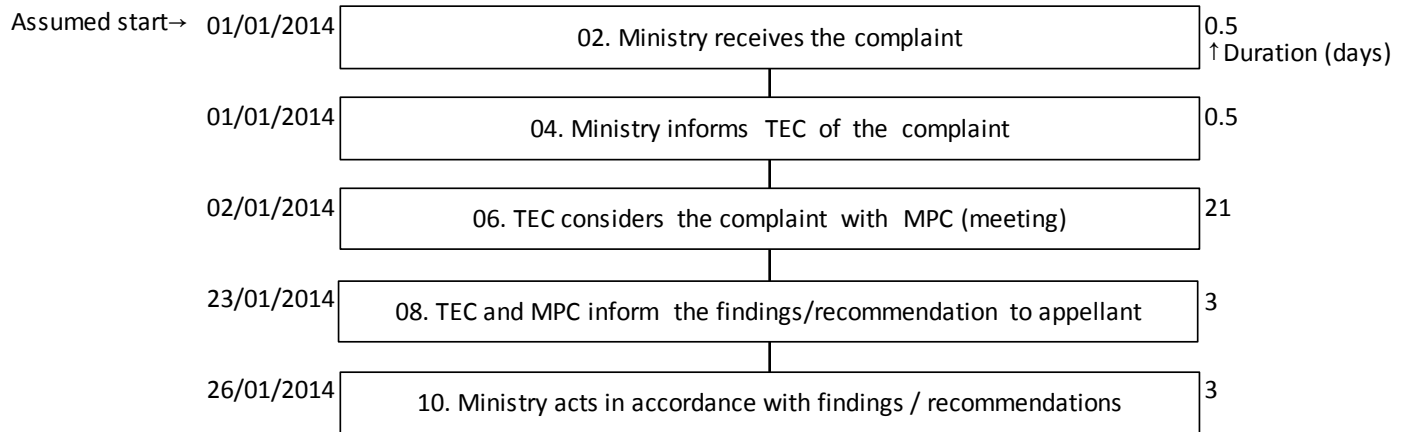 Assumed start→ 01/01/2014 02. Ministry receives the complaint 0.5
↑Duration (days)
01/01/2014 04. Ministry informs TEC of the complaint 0.5
02/01/2014 06. TEC considers the complaint with MPC (meeting) 21
23/01/2014 08. TEC and MPC inform the findings/recommendation to appellant 3
26/01/2014 10. Ministry acts in accordance with findings / recommendations 3